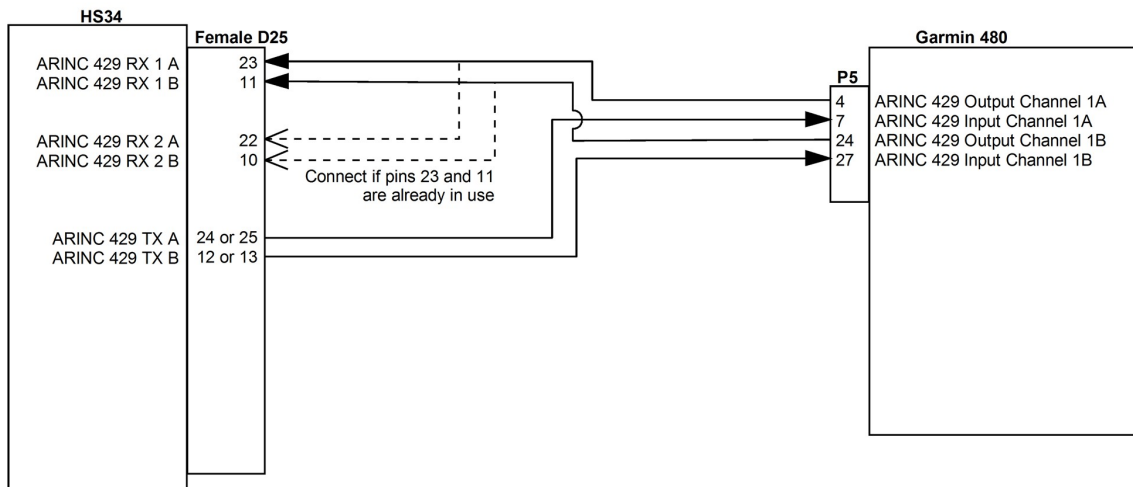 HS34
Female D25
Garmin 480
ARINC 429 RX 1 A 23
ARINC 429 RX 1 B 11
P5
4 ARINC 429 Output Channel 1A
7 ARINC 429 Input Channel 1A
ARINC 429 RX 2 A 22
24 ARINC 429 Output Channel 1B
ARINC 429 RX 2 B 10
27 ARINC 429 Input Channel 1B
Connect if pins 23 and 11
are already in use
ARINC 429 TX A 24 or 25
ARINC 429 TX B 12 or 13